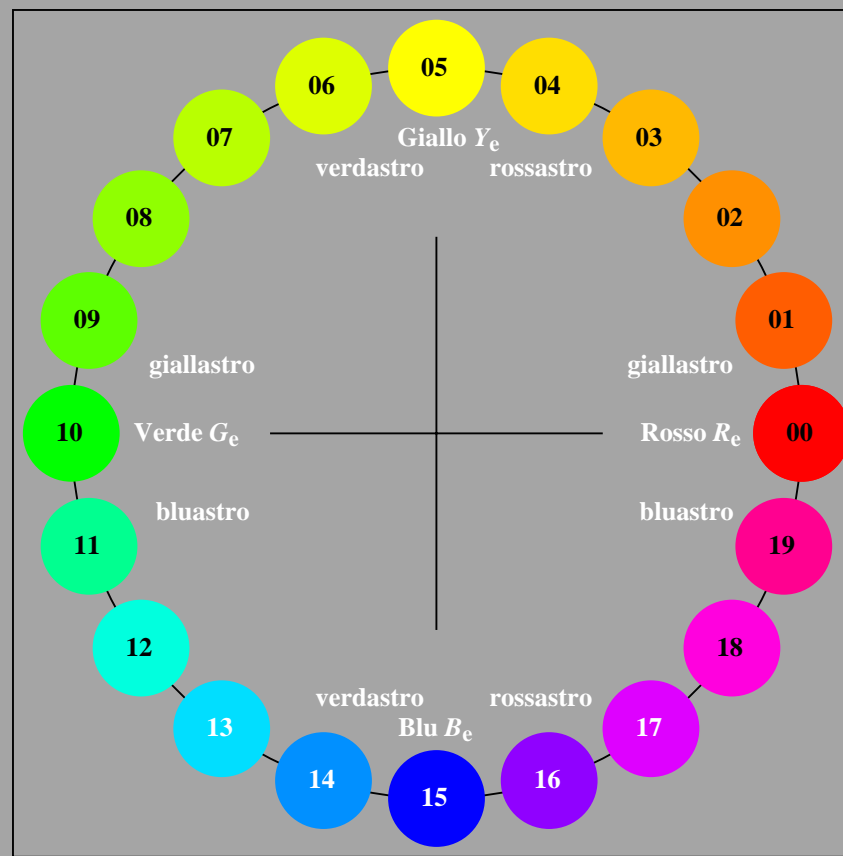 05
06
04
07
Giallo Ye
03
verdastro
rossastro
08
02
09
01
giallastro
giallastro
10
Verde Ge
Rosso Re
00
bluastro
bluastro
11
19
12
18
verdastro
rossastro
13
Blu Be
17
14
16
15